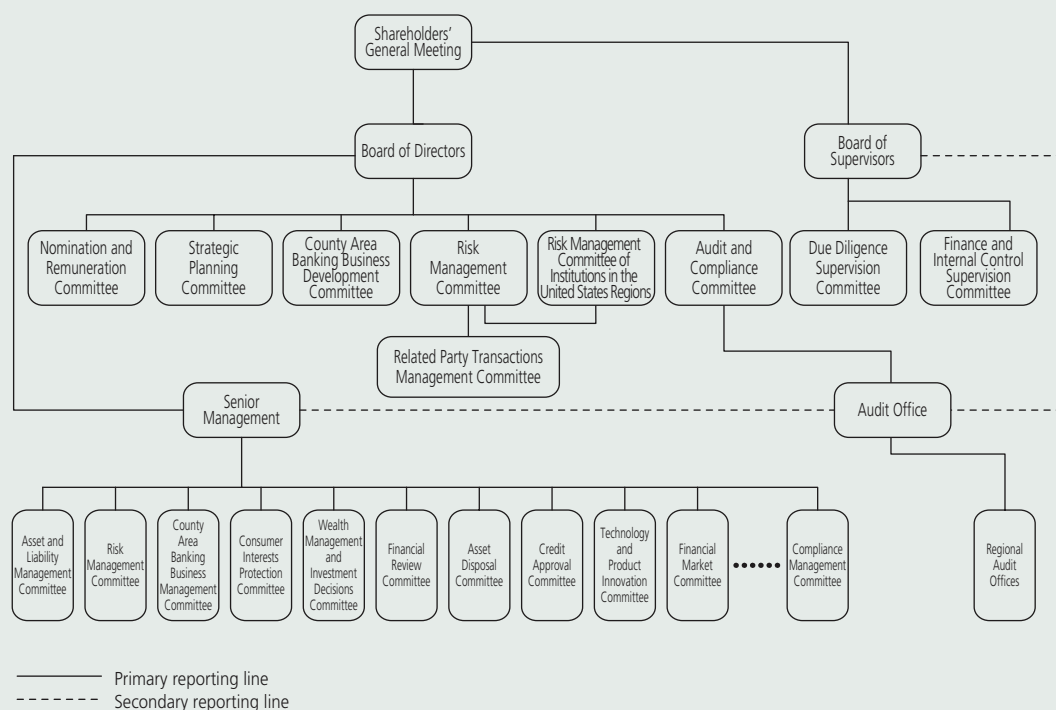 Shareholders'
General Meeting
Board of Directors
Board of
Supervisors
Nomination and
Remuneration
Committee
Strategic
Planning
Committee
County Area
Banking Business
Development
Committee
Risk
Management
Committee
Risk Management
Committee of
Institutions in the
United States Regions
Audit and
Compliance
Committee
Due Diligence
Supervision
Committee
Finance and
Internal Control
Supervision
Committee
Related Party Transactions
Management Committee
Senior
Management
Audit Office
Asset and
Liability
Management
Committee
Risk
Management
Committee
County
Area
Banking
Business
Management
Committee
Consumer
Interests
Protection
Committee
Wealth
Management
and
Investment
Decisions
Committee
Financial
Review
Committee
Asset
Disposal
Committee
Credit
Approval
Committee
Technology
and
Product
Innovation
Committee
Financial
Market
Committee
••••••
Compliance
Management
Committee
Regional
Audit
Offices
Primary reporting line
Secondary reporting line